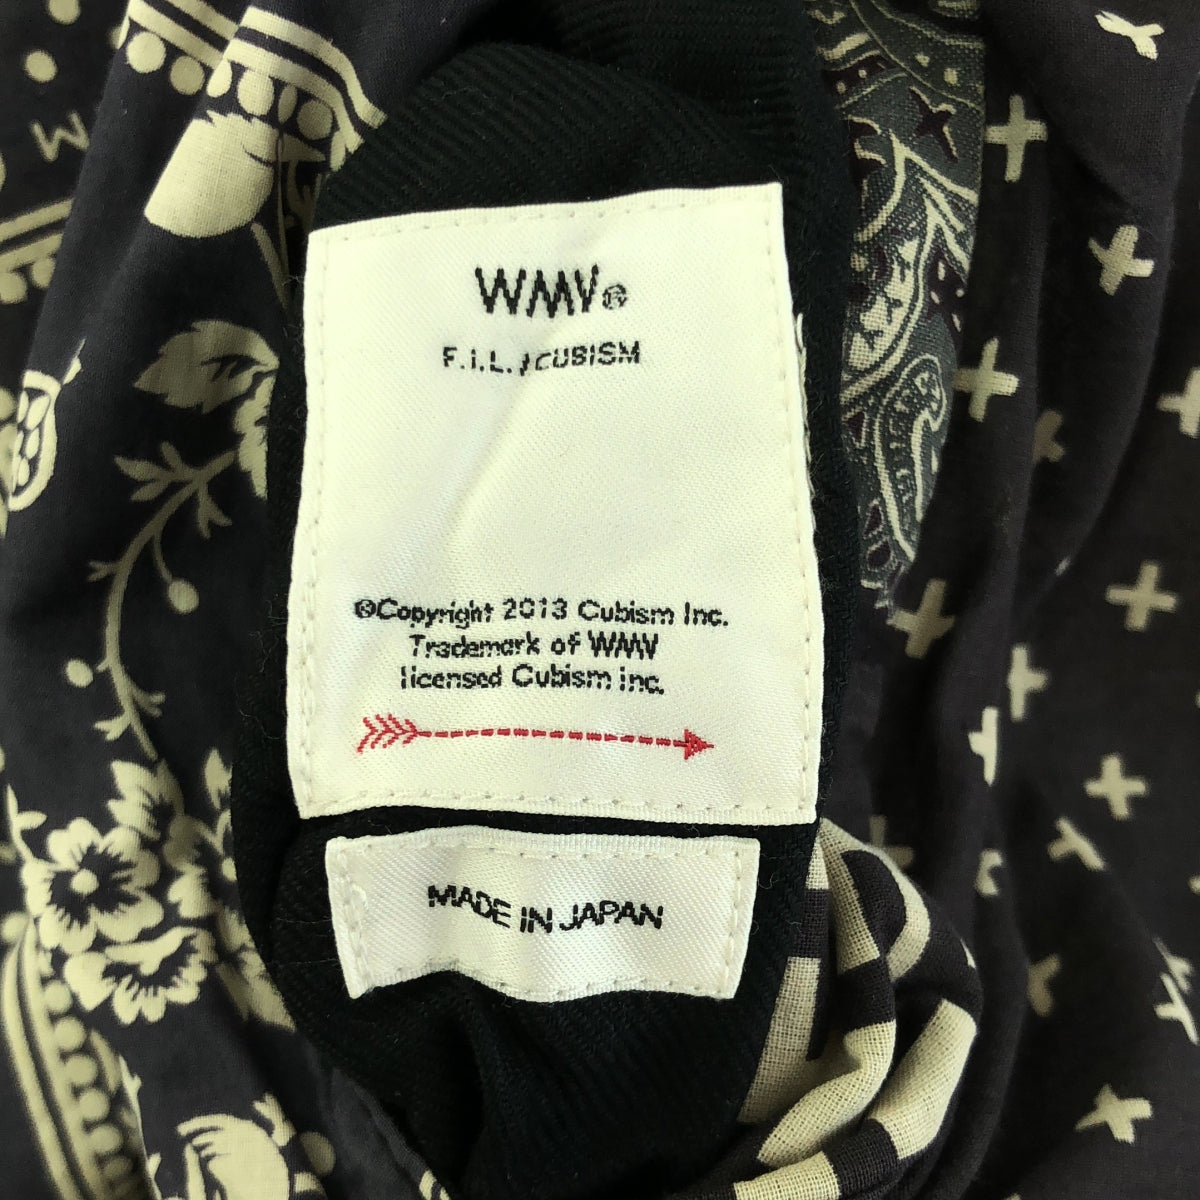 WMV®
F.I.L./CUBISM
©Copyright 2013 Cubism Inc.
Trademark of WMV
licensed Cubism Inc.
MADE IN JAPAN